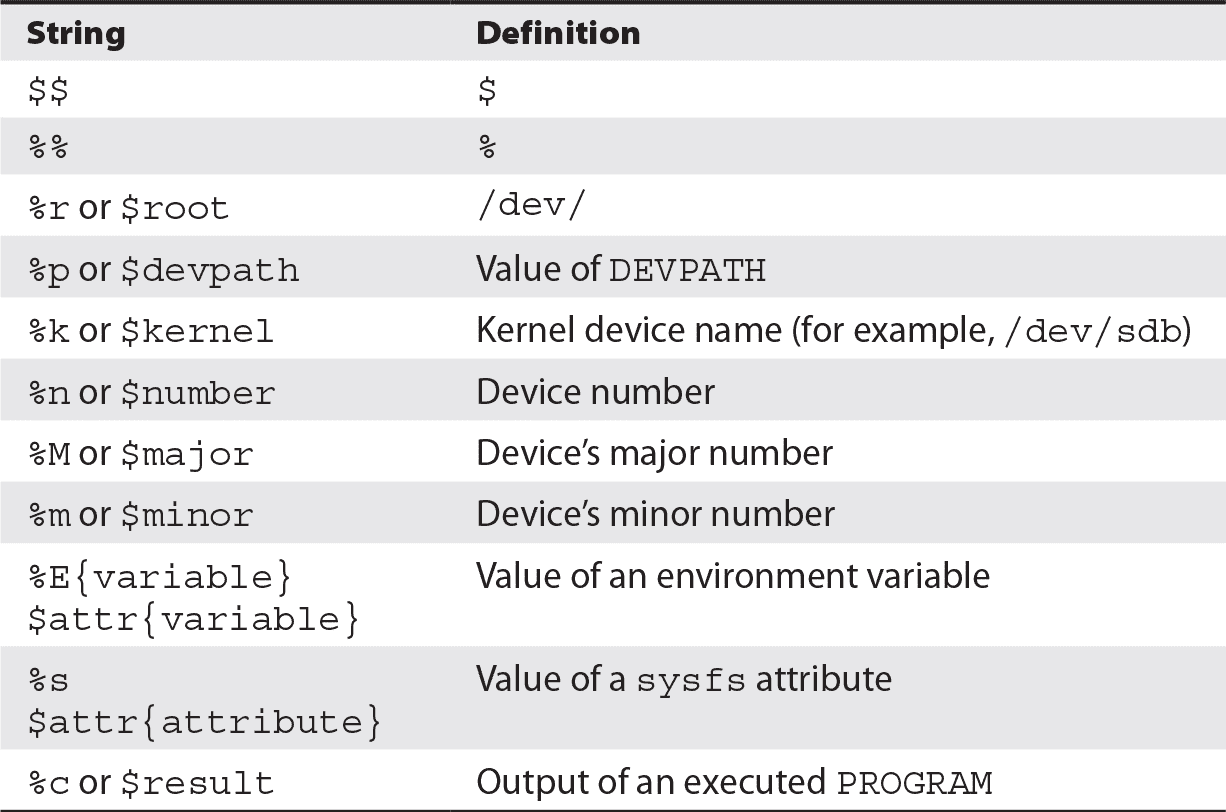 String Definition
$$ $
%% %
%r or $root /dev/
%p or $devpath Value of DEVPATH
%k or $kernel Kernel device name (for example, /dev/sdb)
%n or $number Device number
%M or $major Device’s major number
%m or $minor Device’s minor number
%E{variable} Value of an environment variable
$attr{variable}
%s Value of a sysfs attribute
$attr{attribute}
%c or $result Output of an executed PROGRAM